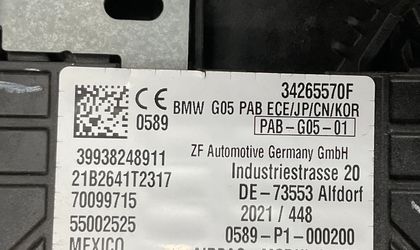 34265570F
CE BMW G05 PAB ECE/JP/CN/KOR
0589 PAB-G05-01
39938248911 ZF Automotive Germany GmbH
21B2641T2317 Industriestrasse 20
70099715 DE-73553 Alfdorf
55002525 2021/448
MEXICO 0589-P1-000200